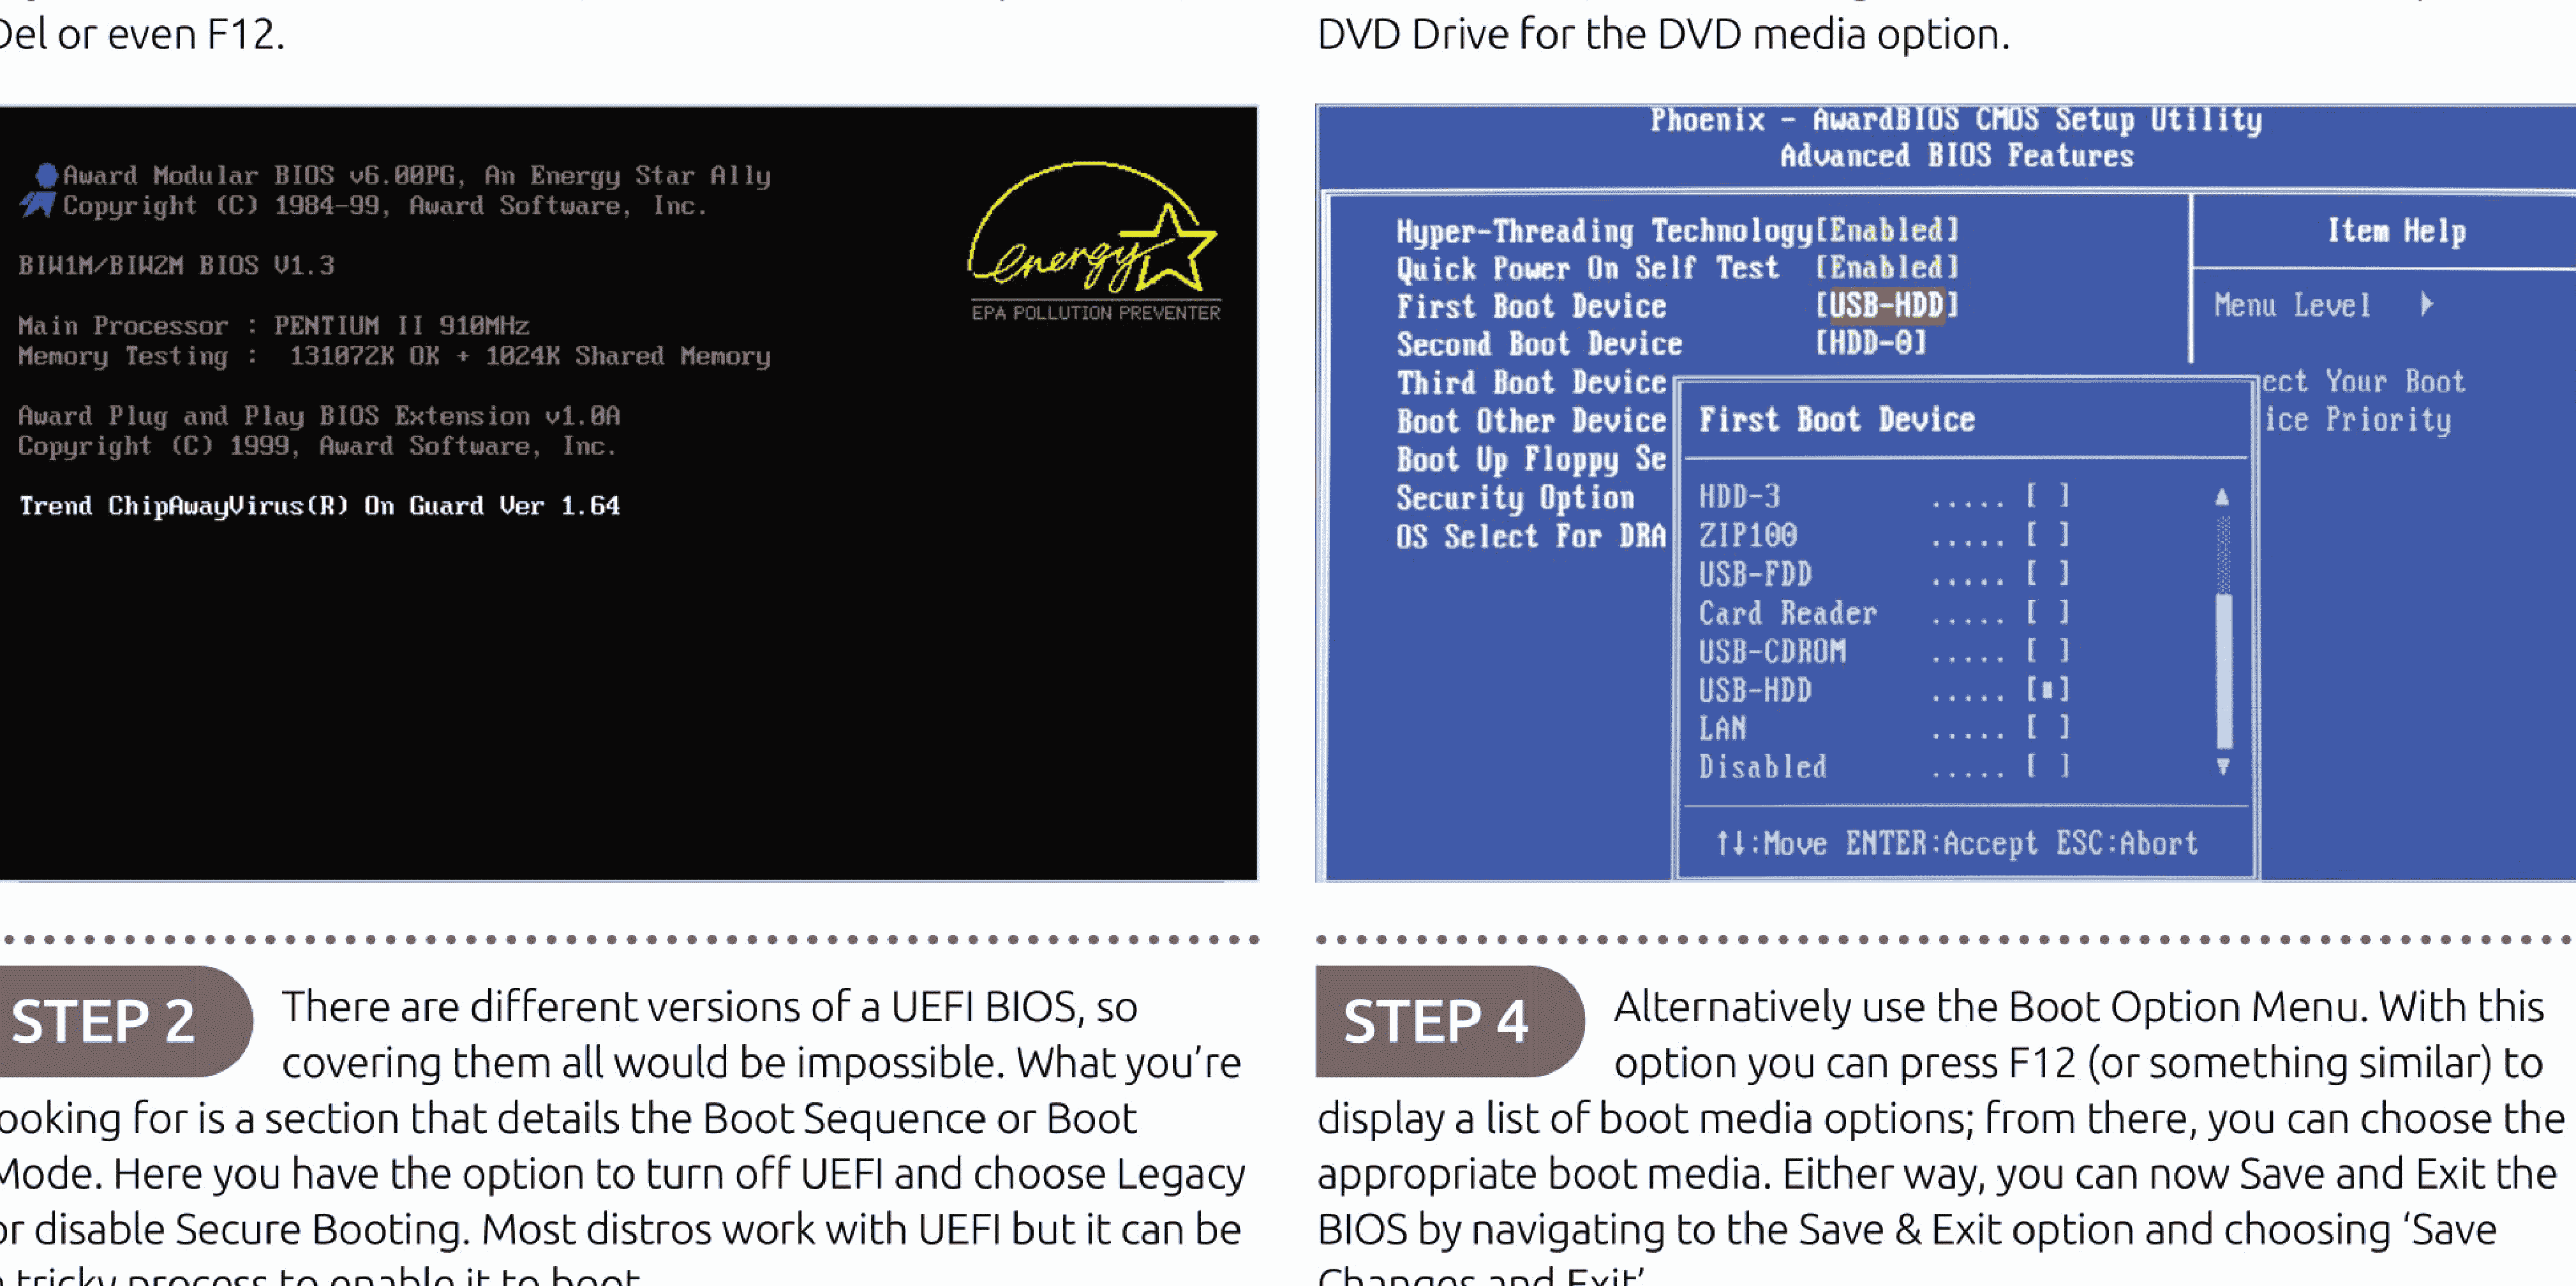 Del or even F12.
Award Modular BIOS v6.00PG, An Energy Star Ally
Copyright (C) 1984-99, Award Software, Inc.
BIW1M/BIW2M BIOS V1.3
Main Processor : PENTIUM II 910MHz
Memory Testing : 131072K OK + 1024K Shared Memory
Award Plug and Play BIOS Extension v1.0A
Copyright (C) 1999, Award Software, Inc.
Trend ChipAwayVirus(R) On Guard Ver 1.64
energy
EPA POLLUTION PREVENTER
STEP 2 There are different versions of a UEFI BIOS, so
covering them all would be impossible. What you're
ooking for is a section that details the Boot Sequence or Boot
Mode. Here you have the option to turn off UEFI and choose Legacy
or disable Secure Booting. Most distros work with UEFI but it can be
a tricky process to enable it to boot.
DVD Drive for the DVD media option.
Phoenix - AwardBIOS CMOS Setup Utility
Advanced BIOS Features
Hyper-Threading Technology[Enabled]
Quick Power On Self Test [Enabled]
First Boot Device [USB-HDD]
Second Boot Device [HDD-0]
Third Boot Device
Boot Other Device
Boot Up Floppy Se
Security Option
OS Select For DRA
Item Help
Menu Level
ect Your Boot
ice Priority
First Boot Device
HDD-3 ..... [ ]
ZIP100 ..... [ ]
USB-FDD ..... [ ]
Card Reader ..... [ ]
USB-CDROM ..... [ ]
USB-HDD ..... [▪]
LAN ..... [ ]
Disabled ..... [ ]
↑↓:Move ENTER:Accept ESC:Abort
STEP 4 Alternatively use the Boot Option Menu. With this
option you can press F12 (or something similar) to
display a list of boot media options; from there, you can choose the
appropriate boot media. Either way, you can now Save and Exit the
BIOS by navigating to the Save & Exit option and choosing 'Save
Changes and Exit'